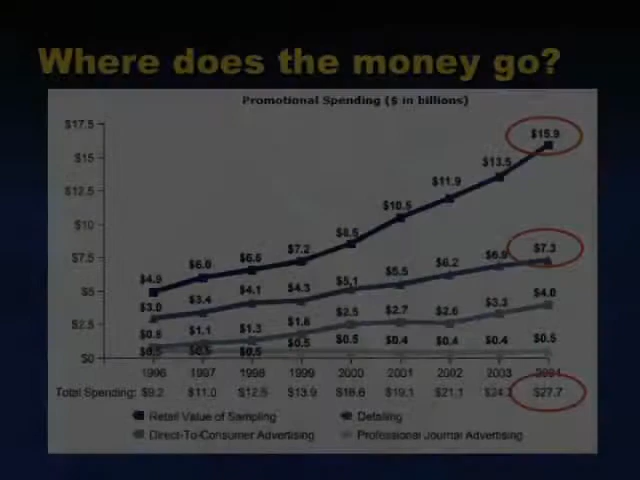 Where does the money go?
Promotional Spending ($ in billions)
$17.5
$15
$12.5
$10
$7.5
$5
$2.5
$0
$4.9 $6.0 $6.6 $7.2 $8.5 $10.5 $11.9 $13.5 $15.9
$3.0 $3.4 $4.1 $4.3 $5.1 $5.5 $6.2 $6.9 $7.3
$0.8 $1.1 $1.3 $1.8 $2.5 $2.7 $2.6 $3.3 $4.0
$0.5 $0.5 $0.5 $0.5 $0.5 $0.4 $0.4 $0.4 $0.5
1996 1997 1998 1999 2000 2001 2002 2003 2004
Total Spending: $9.2 $11.0 $12.5 $13.9 $16.6 $19.1 $21.1 $27.7
Retail Value of Sampling Detailing
Direct-To-Consumer Advertising Professional Journal Advertising